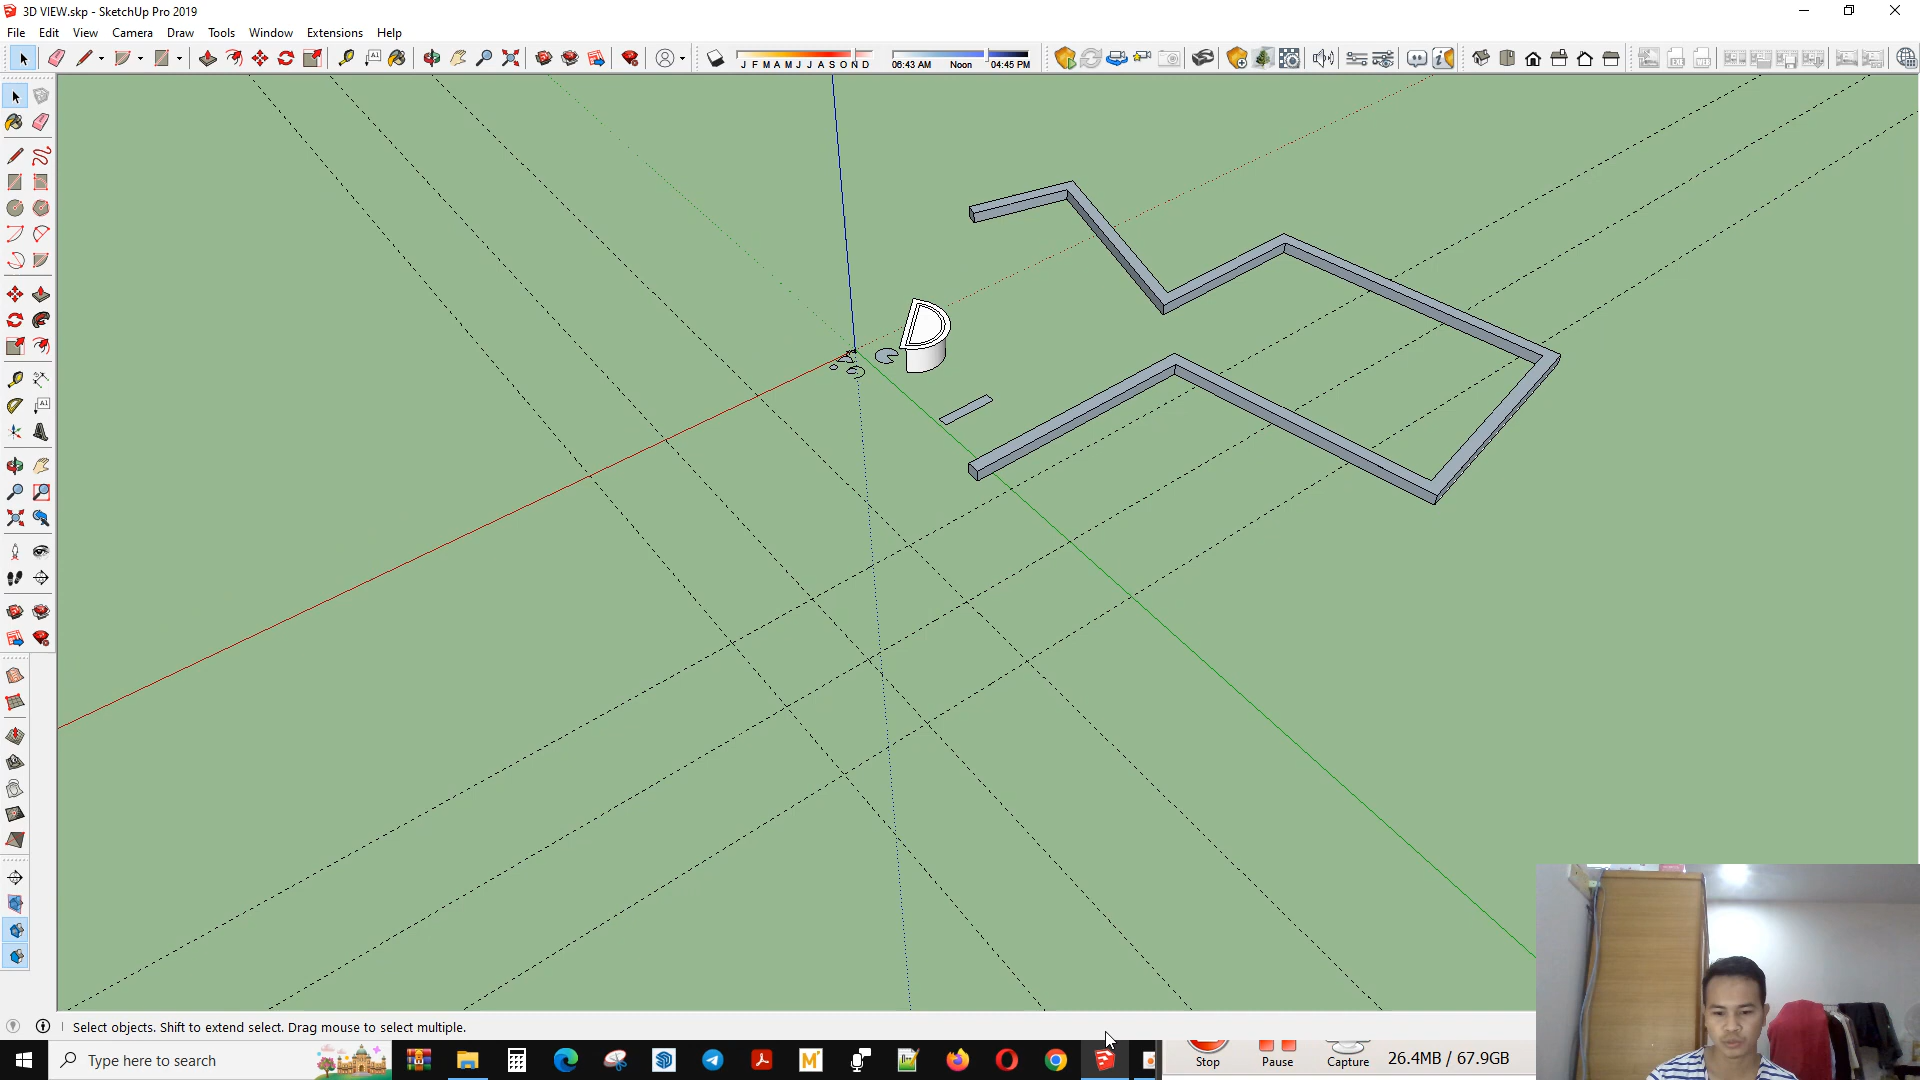 3D VIEW.skp - SketchUp Pro 2019
File Edit View Camera Draw Tools Window Extensions Help
J F M A M J J A S O N D
06:43 AM Noon 04:45 PM
Select objects. Shift to extend select. Drag mouse to select multiple.
Type here to search
Stop Pause Capture 26.4MB / 67.9GB